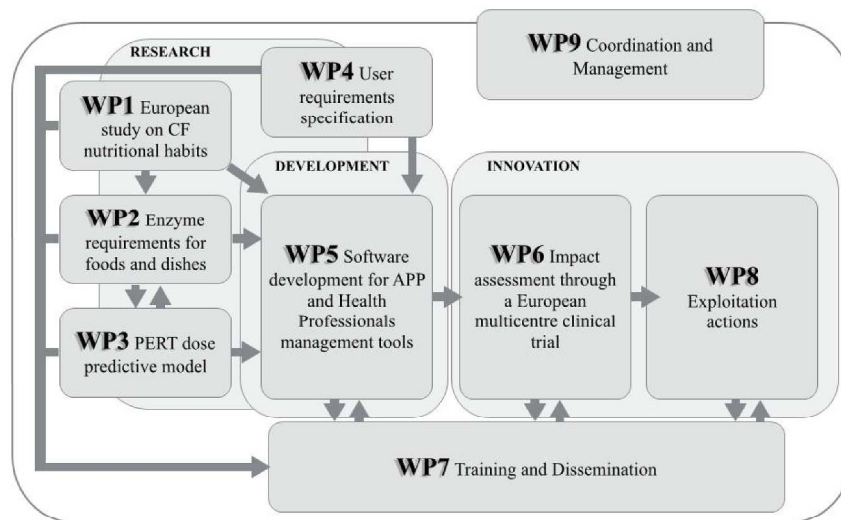 RESEARCH
WP4 User
requirements
specification
WP9 Coordination and
Management
WP1 European
study on CF
nutritional habits
DEVELOPMENT
INNOVATION
WP2 Enzyme
requirements for
foods and dishes
WP5 Software
development for APP
and Health
Professionals
management tools
WP6 Impact
assessment through
a European
multicentre clinical
trial
WP8
Exploitation
actions
WP3 PERT dose
predictive model
WP7 Training and Dissemination